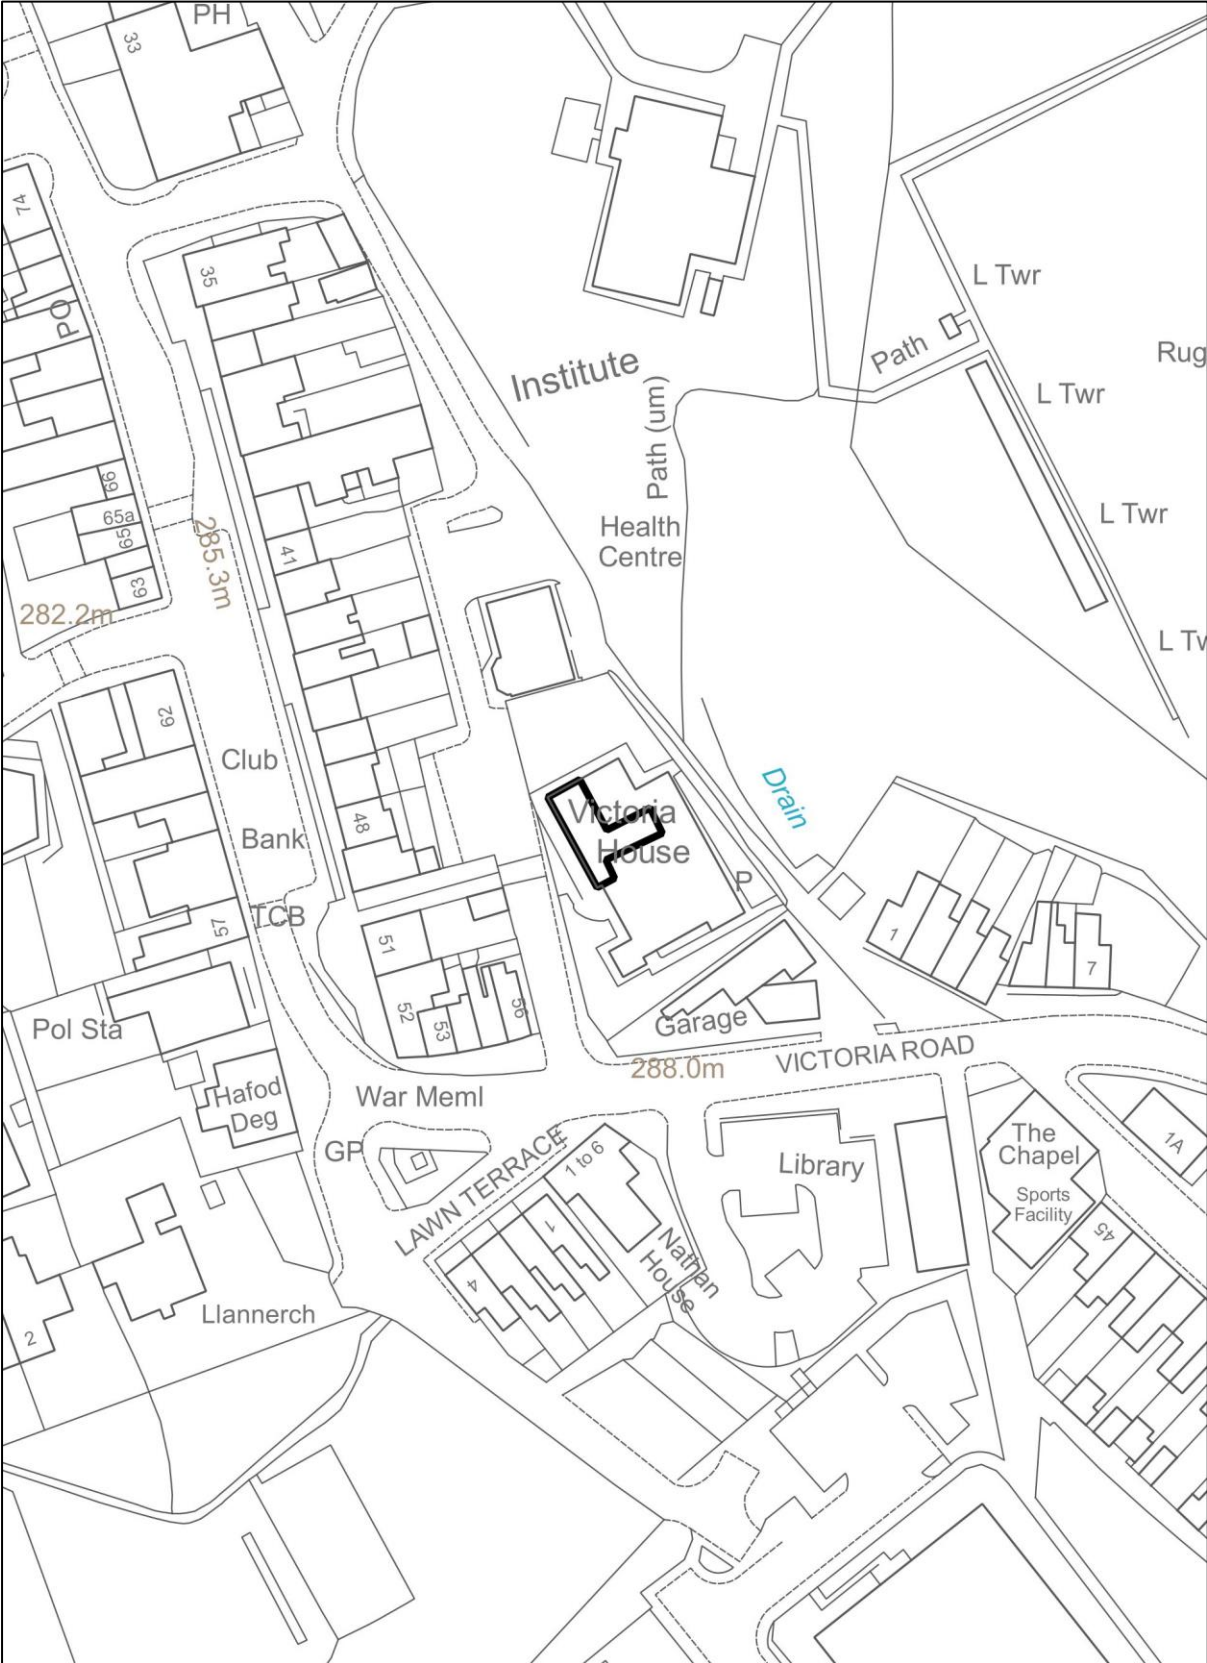 PH
33
74
35
PO
Institute
L Twr
Path
Rug
L Twr
Path (um)
66
65a
65
63
285.3m
282.2m
41
Health
Centre
L Twr
L Tw
62
Club
Bank
48
Victoria
House
Drain
P
TCB
57
51
52
53
56
1
7
Pol Sta
Garage
288.0m
VICTORIA ROAD
Hafod
Deg
War Meml
GP
LAWN TERRACE
1 to 6
1
4
Nathan
House
Library
The
Chapel
Sports
Facility
1A
45
Llannerch
2